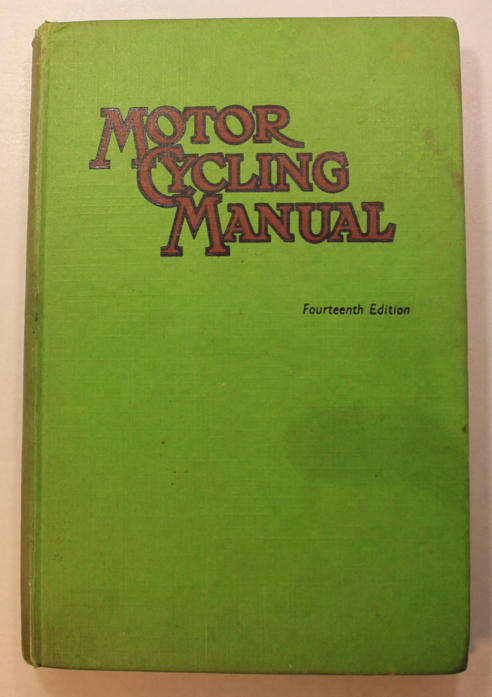 MOTOR
CYCLING
MANUAL
Fourteenth Edition